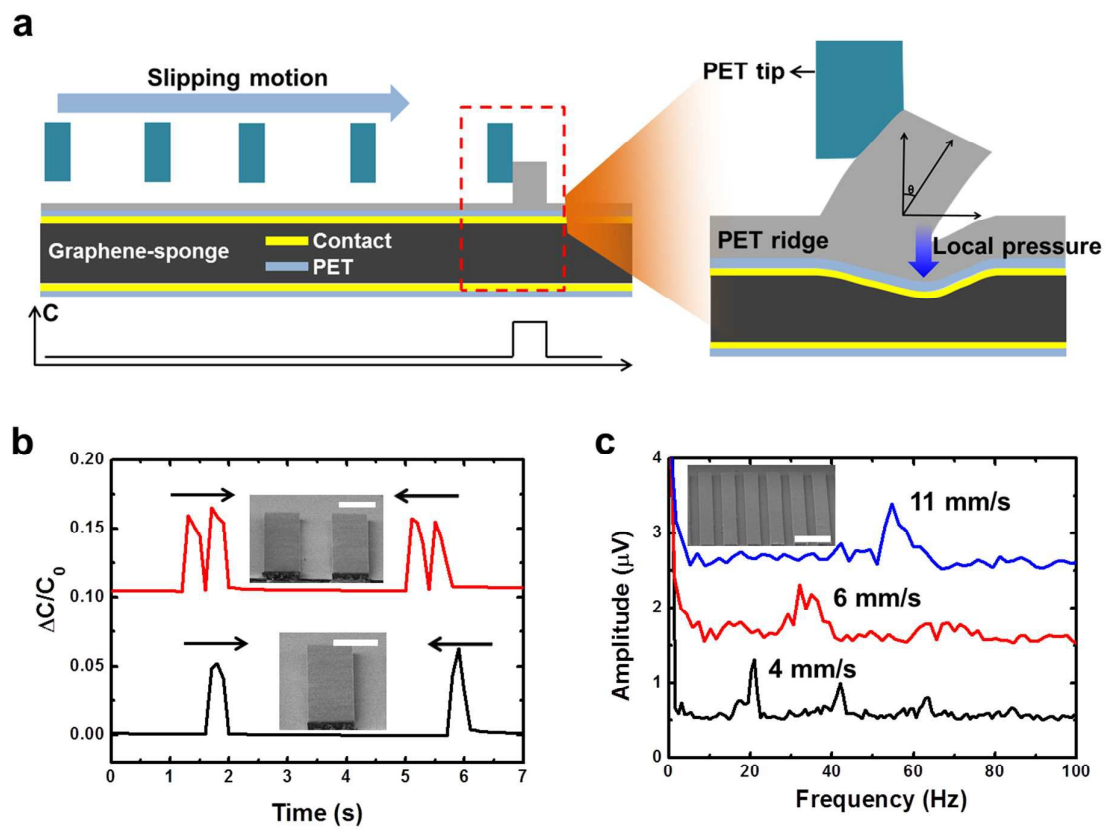 a
Slipping motion
PET tip
Graphene-sponge
Contact
PET
C
θ
PET ridge
Local pressure
b
0.20
0.15
0.10
0.05
0.00
ΔC/C0
0 1 2 3 4 5 6 7
Time (s)
c
4
3
2
1
0
Amplitude (μV)
11 mm/s
6 mm/s
4 mm/s
0 20 40 60 80 100
Frequency (Hz)